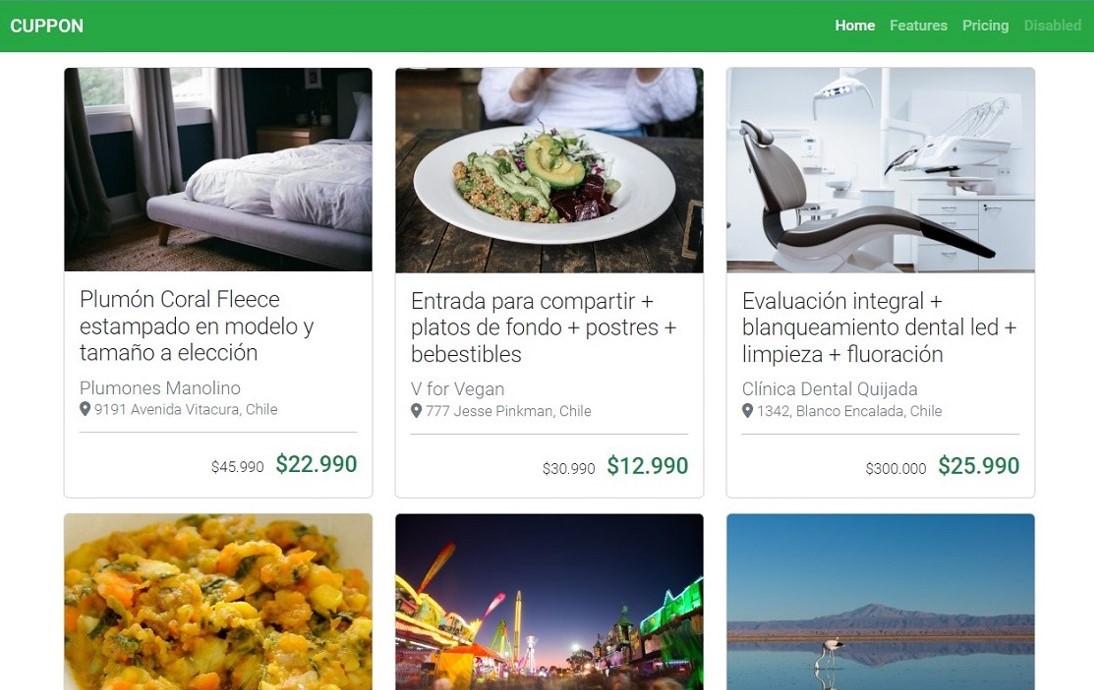 CUPPON
Home Features Pricing Disabled
Plumón Coral Fleece
estampado en modelo y
tamaño a elección
Plumones Manolino
9191 Avenida Vitacura, Chile
$45.990 $22.990
Entrada para compartir +
platos de fondo + postres +
bebestibles
V for Vegan
777 Jesse Pinkman, Chile
$30.990 $12.990
Evaluación integral +
blanqueamiento dental led +
limpieza + fluoración
Clínica Dental Quijada
1342, Blanco Encalada, Chile
$300.000 $25.990